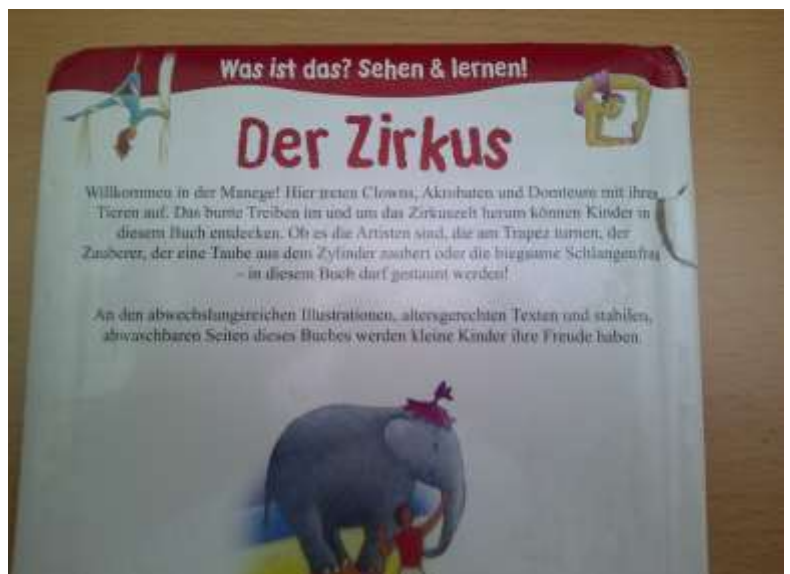 Was ist das? Sehen & lernen!
Der Zirkus
Willkommen in der Manege! Hier treten Clowns, Akrobaten und Dompteure mit ihren
Tieren auf. Das bunte Treiben im und um das Zirkuszelt herum können Kinder in
diesem Buch entdecken. Ob es die Artisten sind, die am Trapez turnen, der
Zauberer, der eine Taube aus dem Zylinder zaubert oder die biegsame Schlangenfrau
– in diesem Buch darf gestaunt werden!
An den abwechslungsreichen Illustrationen, altersgerechten Texten und stabilen,
abwaschbaren Seiten dieses Buches werden kleine Kinder ihre Freude haben.